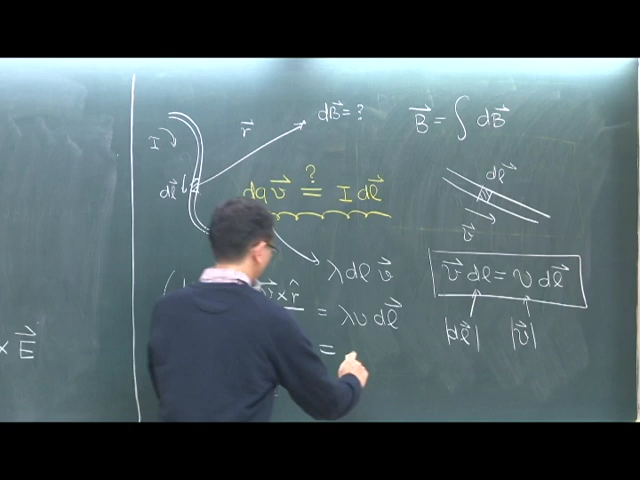 dB⃗ = ?
B⃗ = ∫ dB⃗
r⃗
I
dℓ⃗
dℓ⃗
v⃗
?
dq v⃗ = I dℓ⃗
λ dℓ v⃗
v⃗ dℓ = v dℓ⃗
v⃗ × r̂
= λ v dℓ⃗
|dℓ⃗| |v⃗|
× E⃗
=